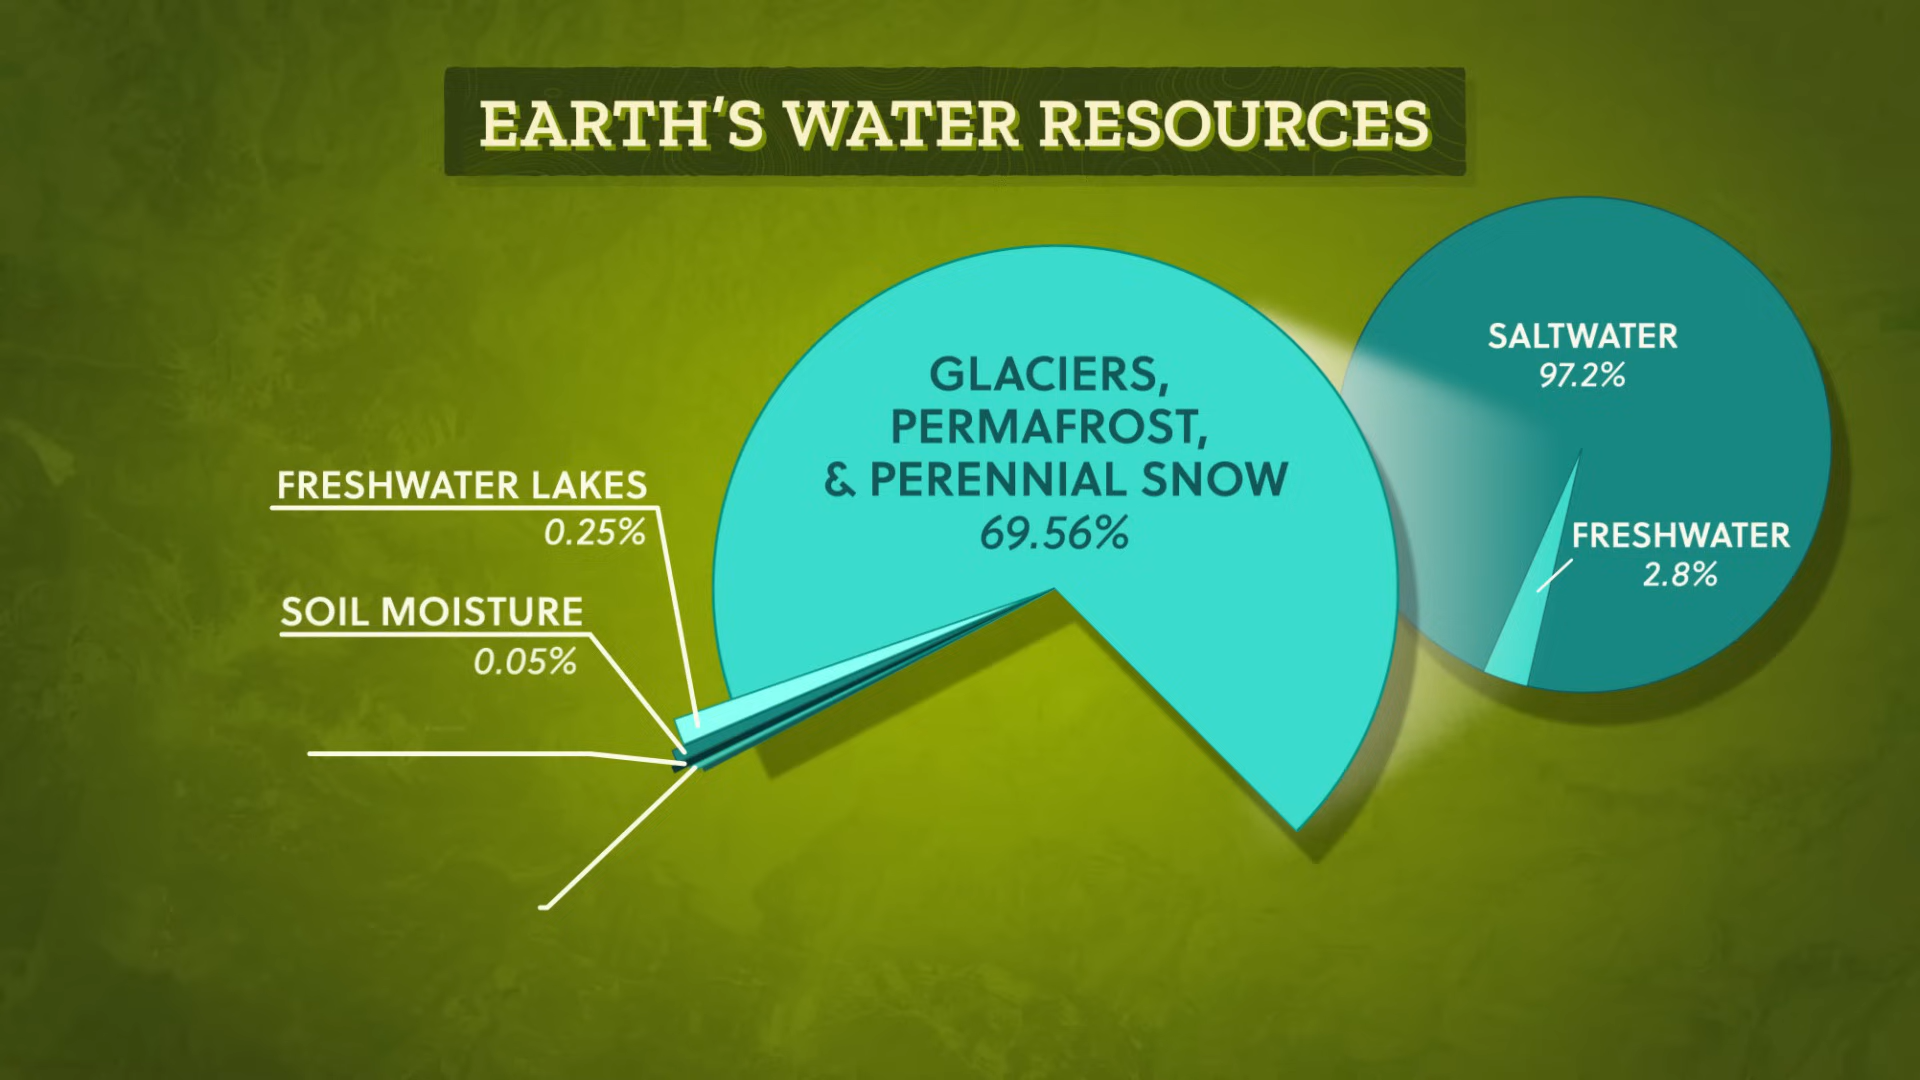 EARTH'S WATER RESOURCES
GLACIERS,
PERMAFROST,
& PERENNIAL SNOW
69.56%
SALTWATER
97.2%
FRESHWATER
2.8%
FRESHWATER LAKES
0.25%
SOIL MOISTURE
0.05%